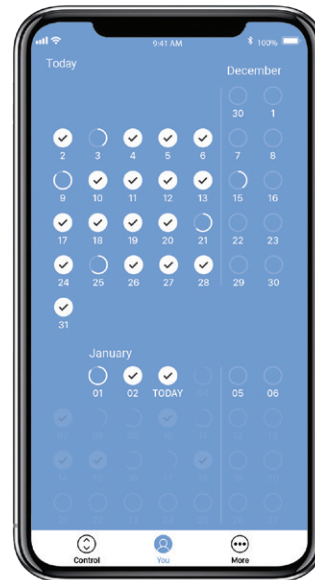 9:41 AM 100%
Today
December
30 1
2 3 4 5 6 7 8
9 10 11 12 13 15 16
17 18 19 20 21 22 23
24 25 26 27 28 29 30
31
January
01 02 TODAY 05 06
Control You More